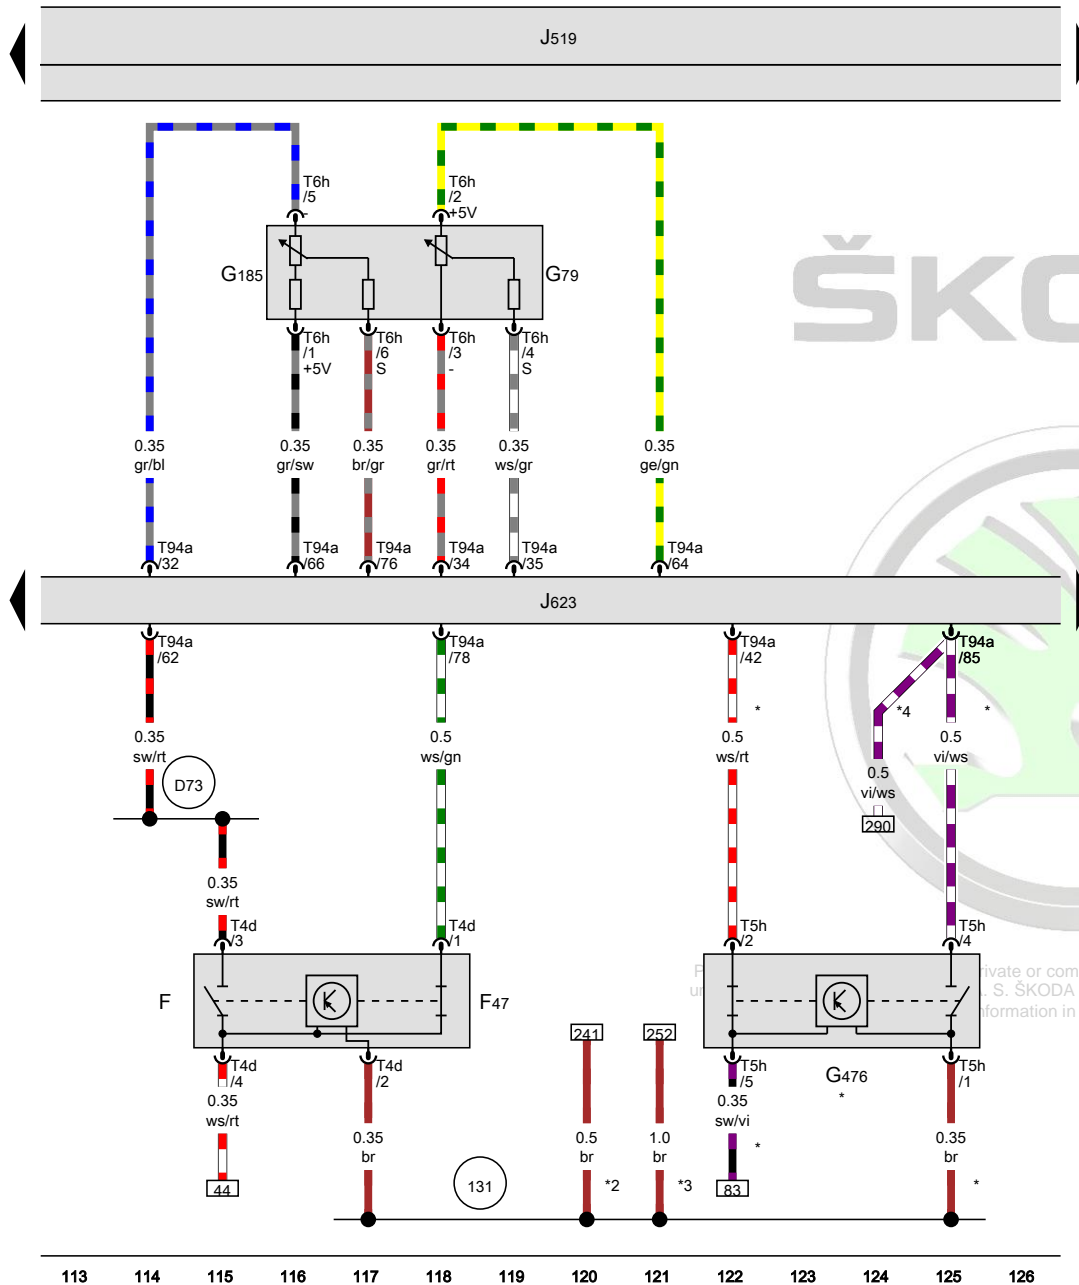 J519
T6h
/5
-
T6h
/2
+5V
ŠKO
G185
G79
T6h
/1
+5V
T6h
/6
S
T6h
/3
-
T6h
/4
S
0.35
gr/bl
0.35
gr/sw
0.35
br/gr
0.35
gr/rt
0.35
ws/gr
0.35
ge/gn
T94a
/32
T94a
/66
T94a
/76
T94a
/34
T94a
/35
T94a
/64
J623
T94a
/62
T94a
/78
T94a
/42
T94a
/85
*
*4
*
0.35
sw/rt
0.5
ws/gn
0.5
ws/rt
0.5
vi/ws
D73
0.5
vi/ws
290
0.35
sw/rt
T4d
/3
T4d
/1
T5h
/2
T5h
/4
rivate or com
. S. ŠKODA
nformation in
F
F47
241
252
T4d
/4
T4d
/2
T5h
/5
G476
*
T5h
/1
0.35
ws/rt
0.35
br
0.5
br
1.0
br
0.35
sw/vi
*
0.35
br
44
131
*2
*3
83
*
113 114 115 116 117 118 119 120 121 122 123 124 125 126